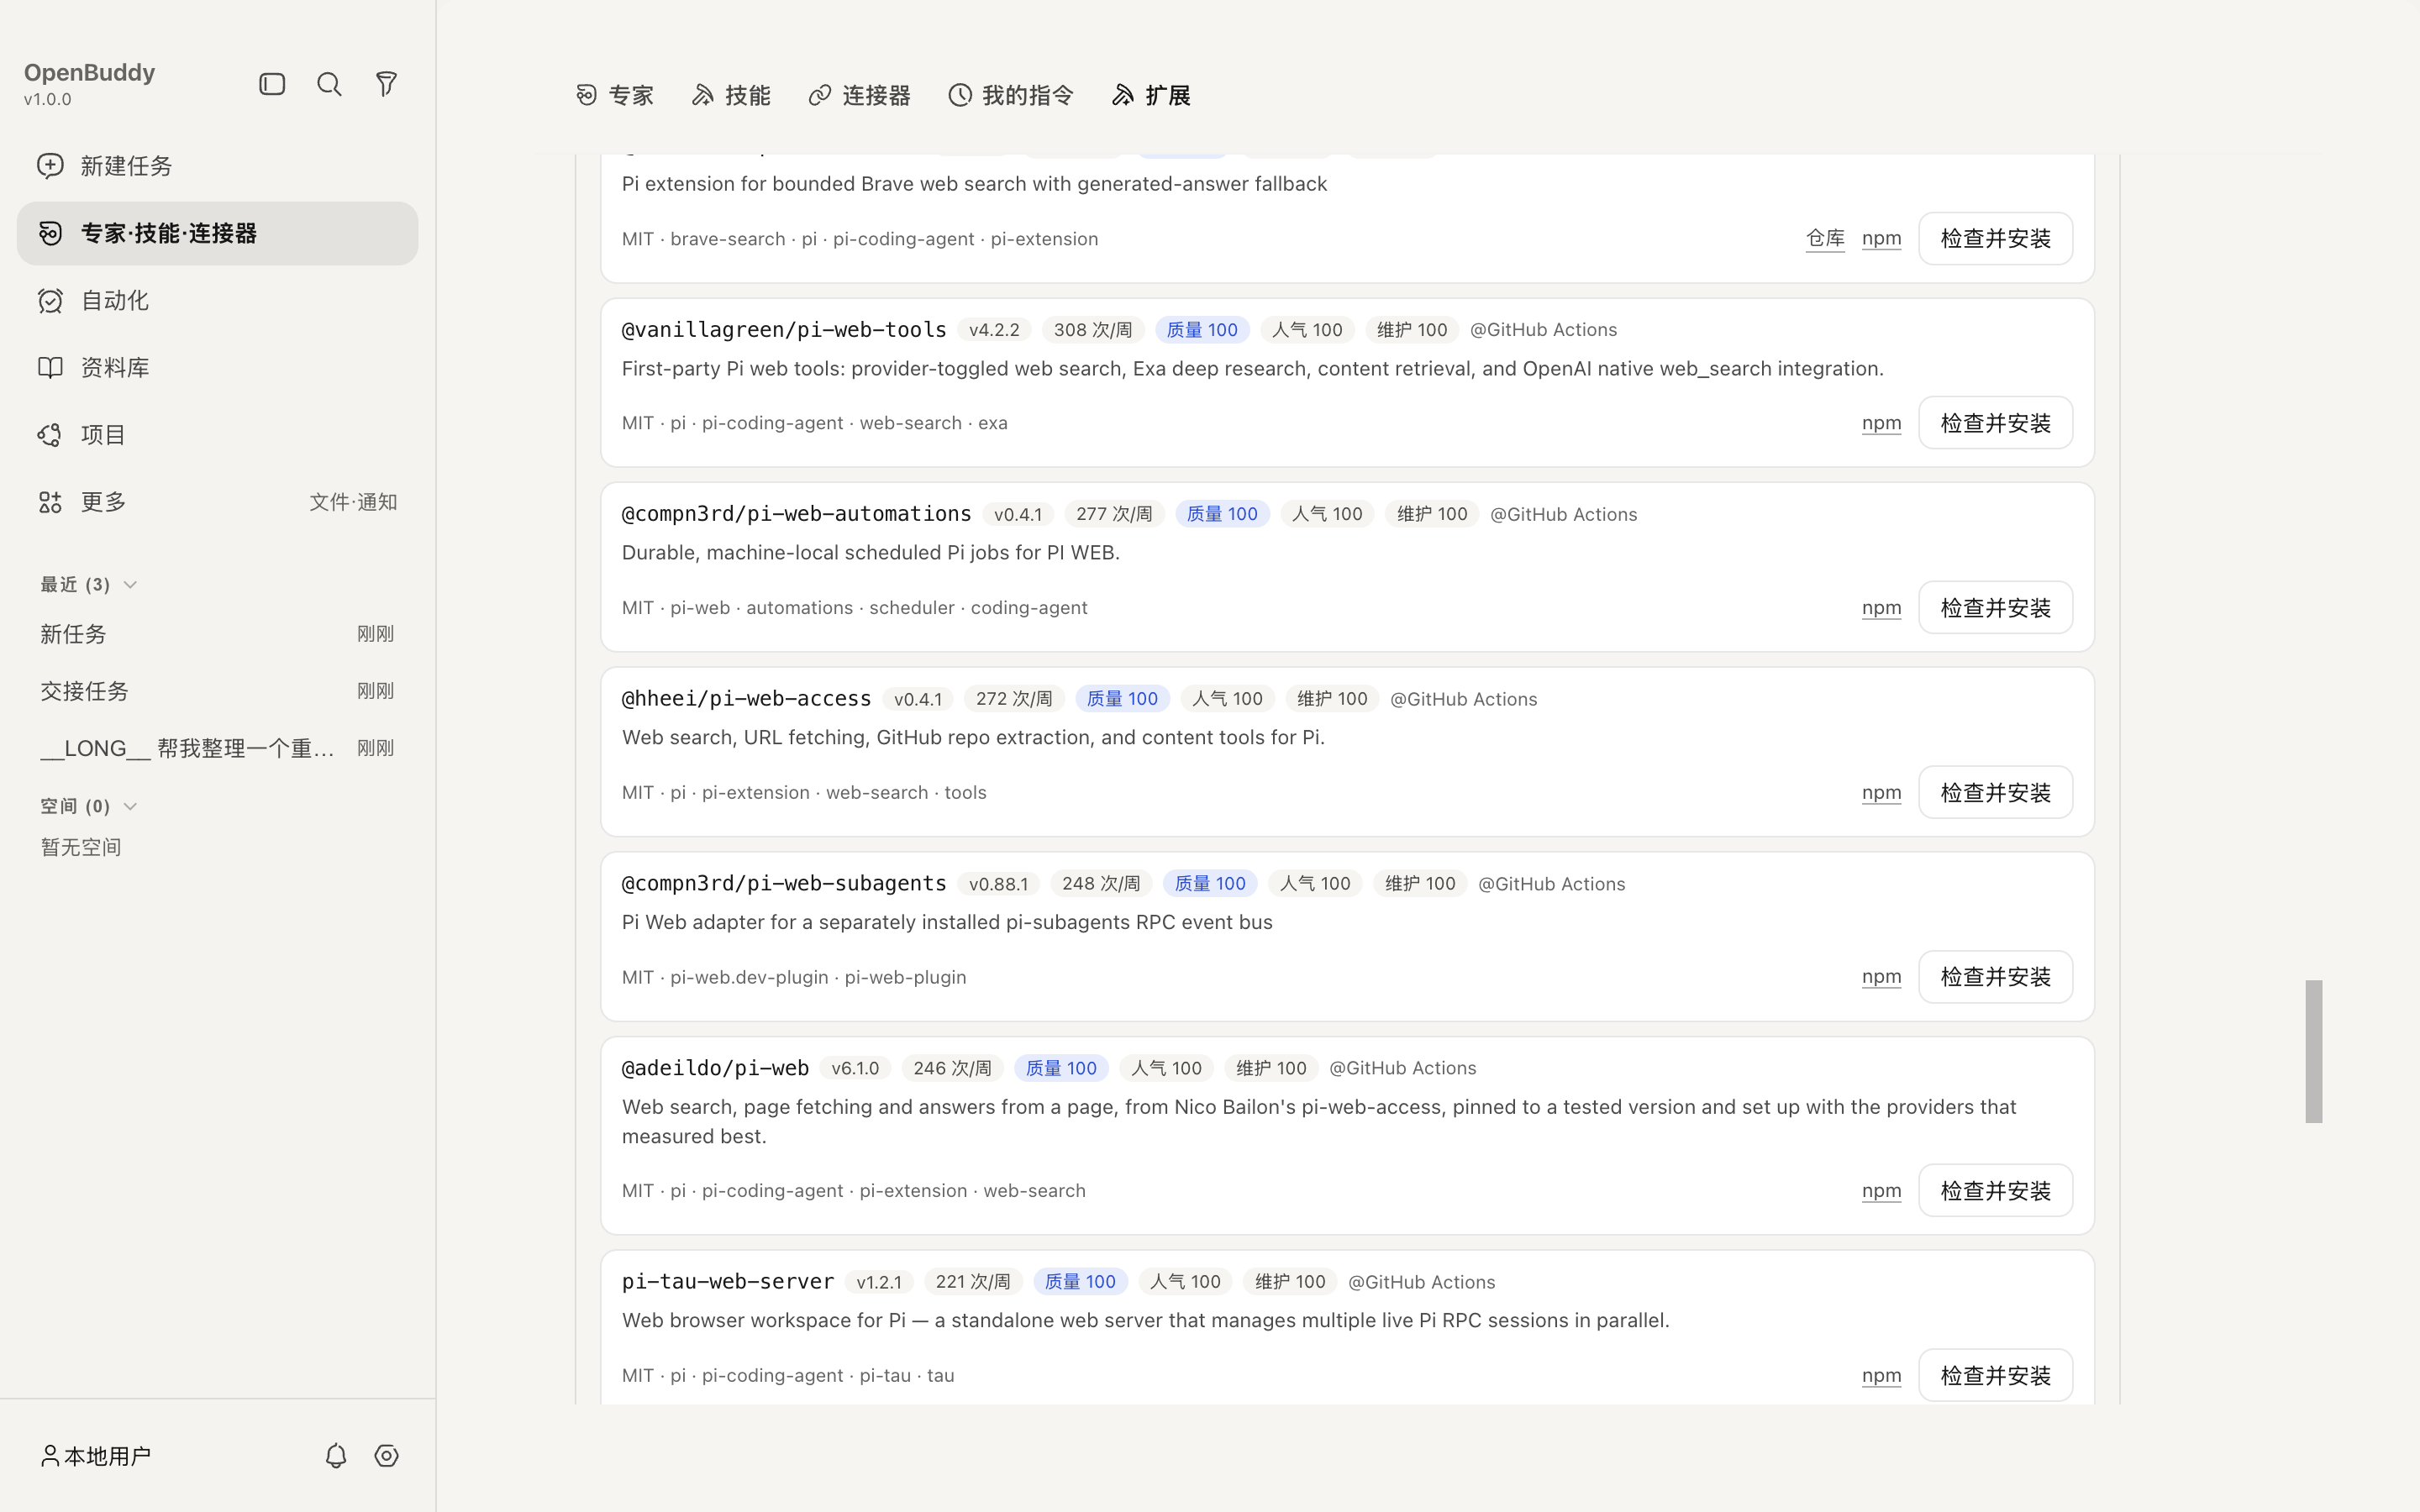 OpenBuddy
v1.0.0
新建任务
专家·技能·连接器
自动化
资料库
项目
更多 文件·通知
最近 (3)
新任务 刚刚
交接任务 刚刚
__LONG__ 帮我整理一个重… 刚刚
空间 (0)
暂无空间
本地用户
专家 技能 连接器 我的指令 扩展
Pi extension for bounded Brave web search with generated-answer fallback
MIT · brave-search · pi · pi-coding-agent · pi-extension 仓库 npm 检查并安装
@vanillagreen/pi-web-tools v4.2.2 308 次/周 质量 100 人气 100 维护 100 @GitHub Actions
First-party Pi web tools: provider-toggled web search, Exa deep research, content retrieval, and OpenAI native web_search integration.
MIT · pi · pi-coding-agent · web-search · exa npm 检查并安装
@compn3rd/pi-web-automations v0.4.1 277 次/周 质量 100 人气 100 维护 100 @GitHub Actions
Durable, machine-local scheduled Pi jobs for PI WEB.
MIT · pi-web · automations · scheduler · coding-agent npm 检查并安装
@hheei/pi-web-access v0.4.1 272 次/周 质量 100 人气 100 维护 100 @GitHub Actions
Web search, URL fetching, GitHub repo extraction, and content tools for Pi.
MIT · pi · pi-extension · web-search · tools npm 检查并安装
@compn3rd/pi-web-subagents v0.88.1 248 次/周 质量 100 人气 100 维护 100 @GitHub Actions
Pi Web adapter for a separately installed pi-subagents RPC event bus
MIT · pi-web.dev-plugin · pi-web-plugin npm 检查并安装
@adeildo/pi-web v6.1.0 246 次/周 质量 100 人气 100 维护 100 @GitHub Actions
Web search, page fetching and answers from a page, from Nico Bailon's pi-web-access, pinned to a tested version and set up with the providers that
measured best.
MIT · pi · pi-coding-agent · pi-extension · web-search npm 检查并安装
pi-tau-web-server v1.2.1 221 次/周 质量 100 人气 100 维护 100 @GitHub Actions
Web browser workspace for Pi — a standalone web server that manages multiple live Pi RPC sessions in parallel.
MIT · pi · pi-coding-agent · pi-tau · tau npm 检查并安装